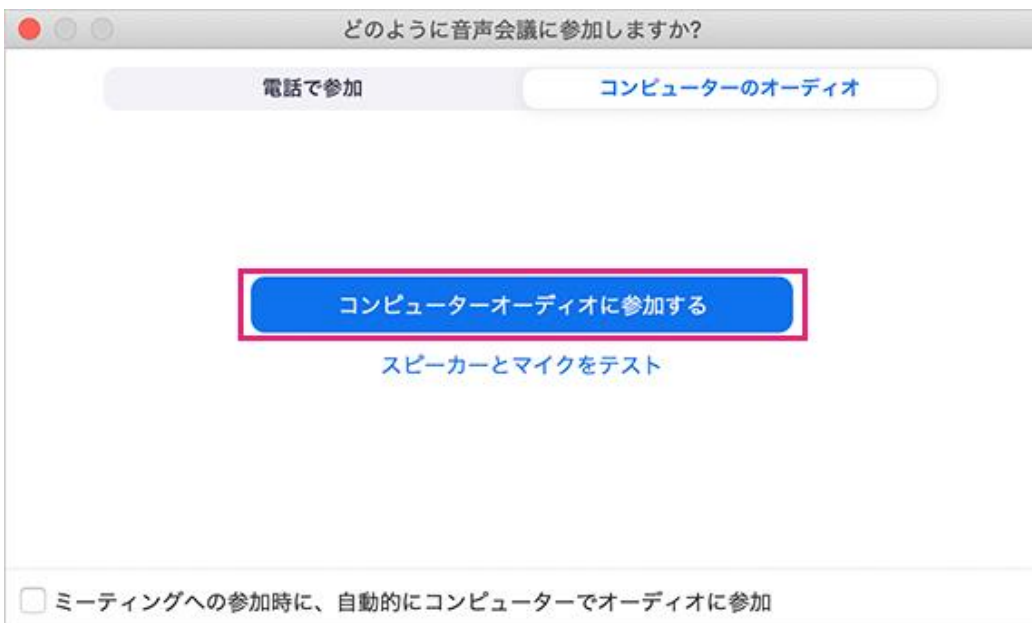 どのように音声会議に参加しますか?
電話で参加
コンピューターのオーディオ
コンピューターオーディオに参加する
スピーカーとマイクをテスト
ミーティングへの参加時に、自動的にコンピューターでオーディオに参加